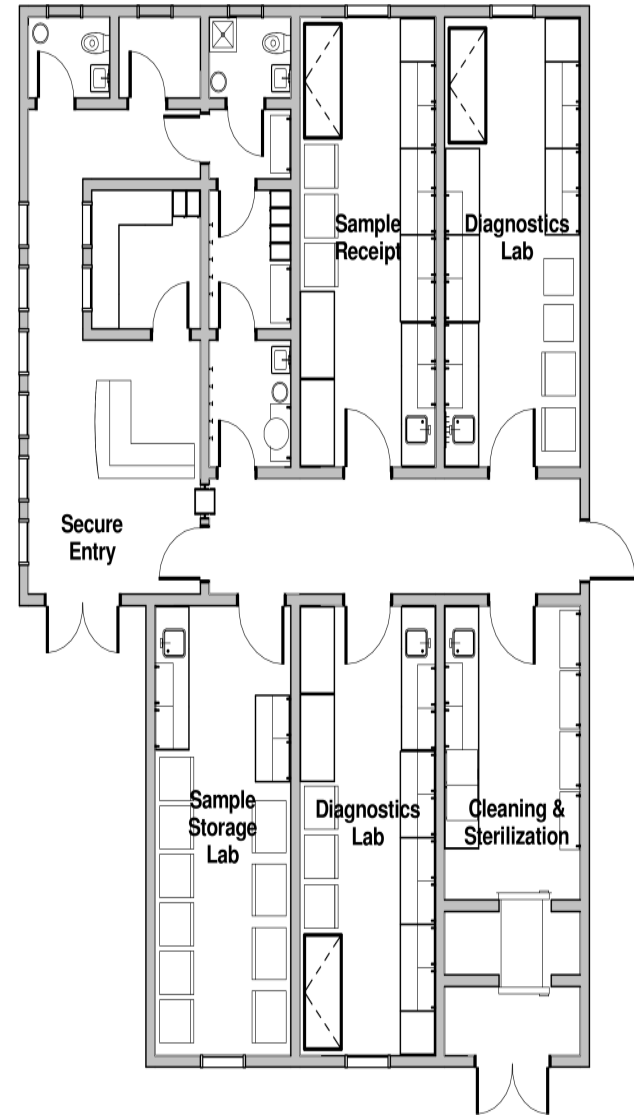 Sample
Receipt
Diagnostics
Lab
Secure
Entry
Sample
Storage
Lab
Diagnostics
Lab
Cleaning &
Sterilization